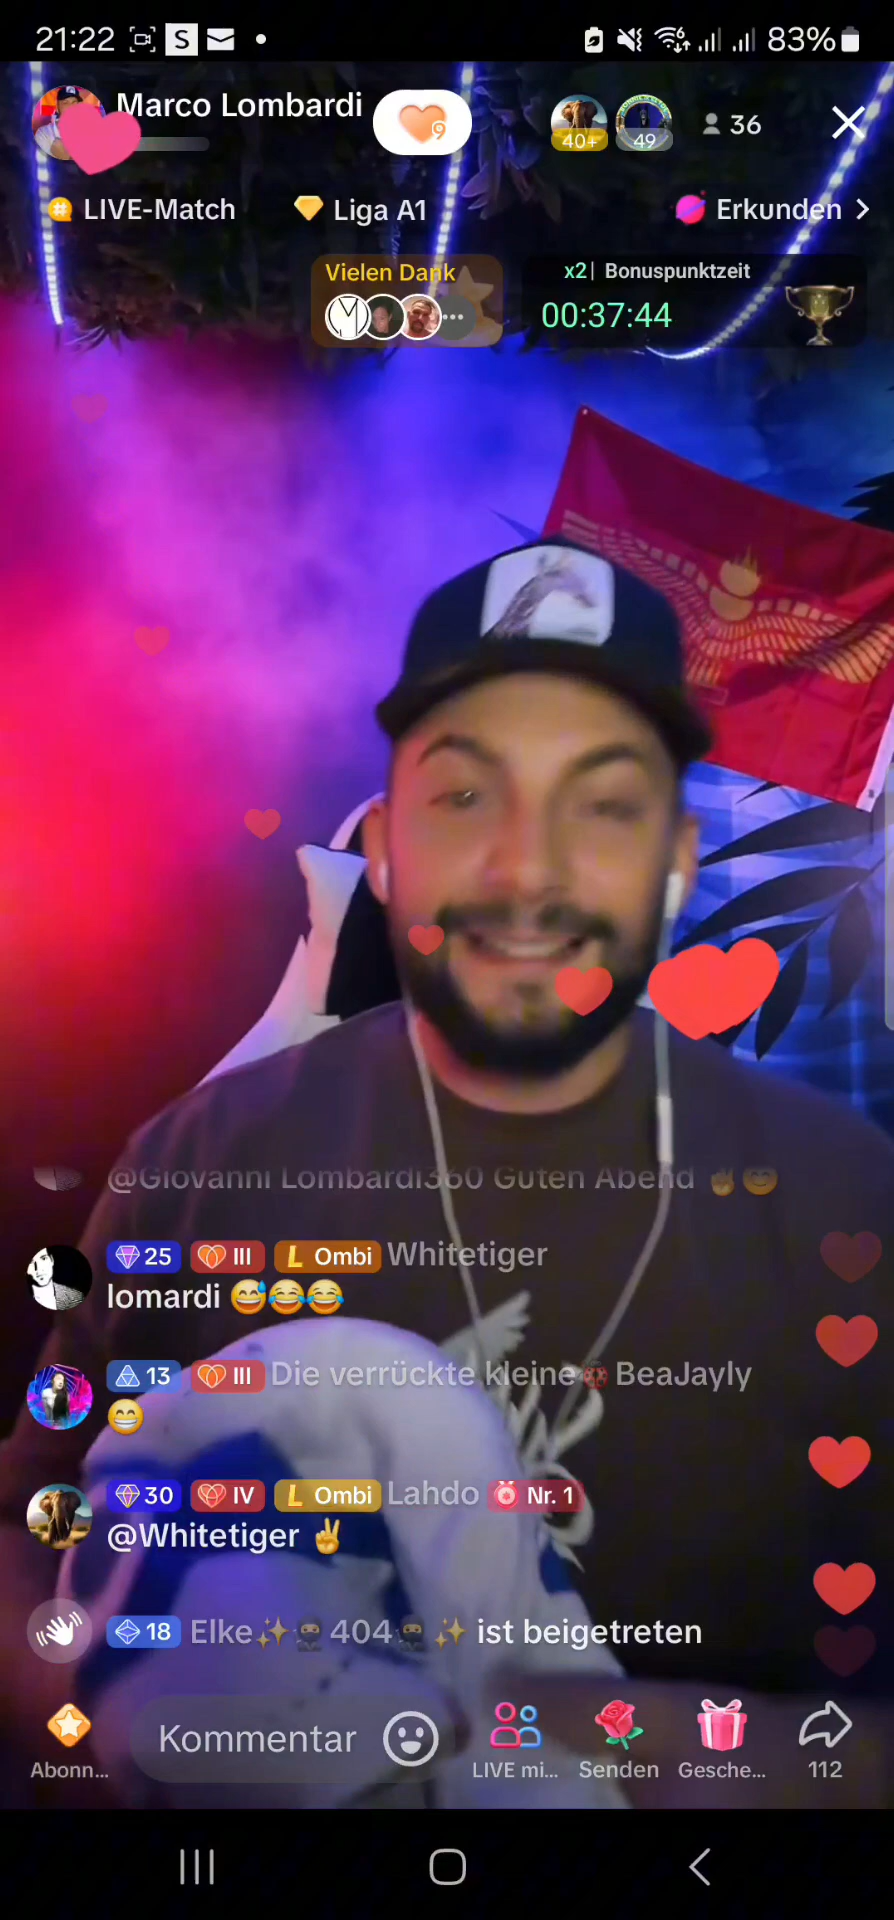 21:22 S 83%
Marco Lombardi 40+ 49 36
LIVE-Match Liga A1 Erkunden
Vielen Dank x2 | Bonuspunktzeit
00:37:44
@Giovanni Lombardi360 Guten Abend ✌️😊
25 III L Ombi Whitetiger
lomardi 😅😂😂
13 III Die verrückte kleine🐞 BeaJayly
😁
30 IV L Ombi Lahdo Nr. 1
@Whitetiger ✌️
18 Elke✨🥷404🥷✨ ist beigetreten
Kommentar
Abonn... LIVE mi... Senden Gesche... 112